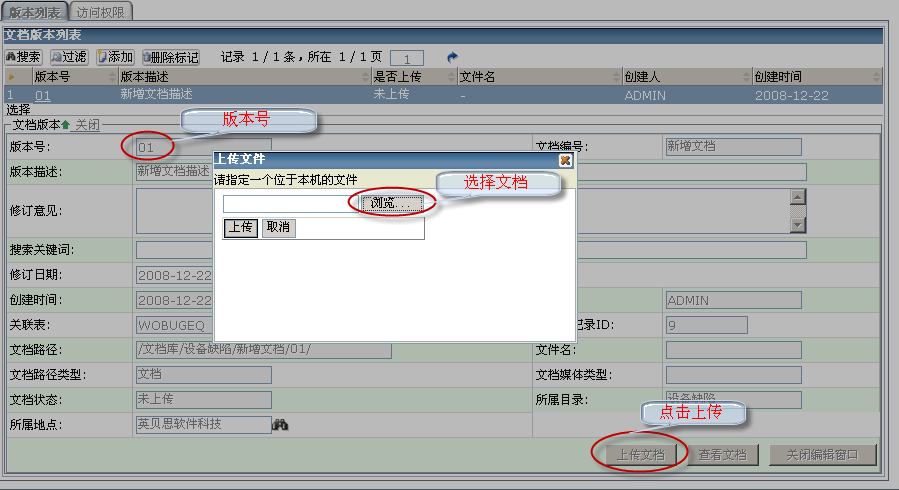 版本列表 访问权限
文档版本列表
搜索 过滤 添加 删除标记 记录 1 / 1 条，所在 1 / 1 页 1
版本号 版本描述 是否上传 文件名 创建人 创建时间
1 01 新增文档描述 未上传 - ADMIN 2008-12-22
选择
文档版本 关闭
版本号
版本号: 01 文档编号: 新增文档
上传文件
版本描述: 新增文档描述
请指定一个位于本机的文件
选择文档
修订意见:
浏览...
上传 取消
搜索关键词:
修订日期: 2008-12-22
创建时间: 2008-12-22 ADMIN
关联表: WOBUGEQ 记录ID: 9
文档路径: /文档库/设备缺陷/新增文档/01/ 文件名:
文档路径类型: 文档 文档媒体类型:
文档状态: 未上传 所属目录: 设备缺陷
点击上传
所属地点: 英贝思软件科技
上传文档 查看文档 关闭编辑窗口